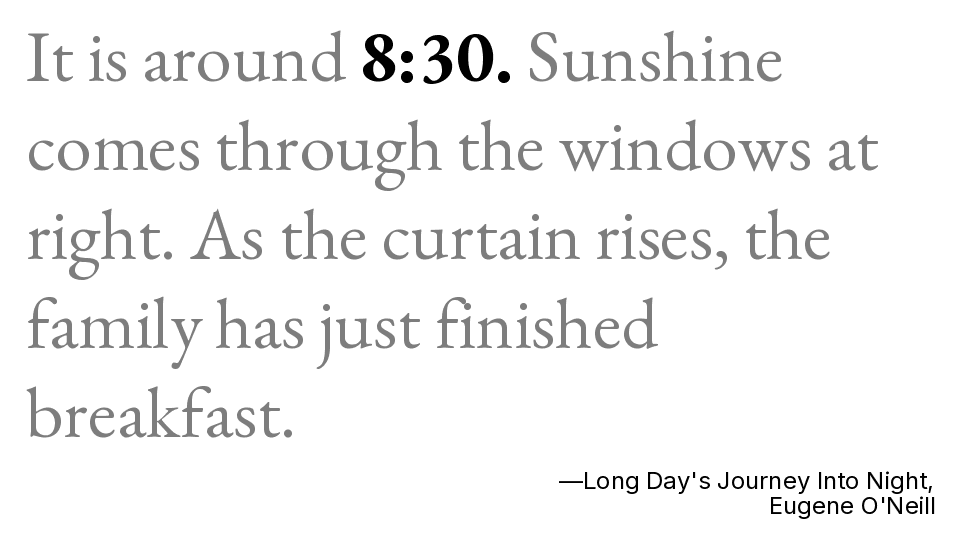 It is around 8:30. Sunshine
comes through the windows at
right. As the curtain rises, the
family has just finished
breakfast.
—Long Day's Journey Into Night,
Eugene O'Neill